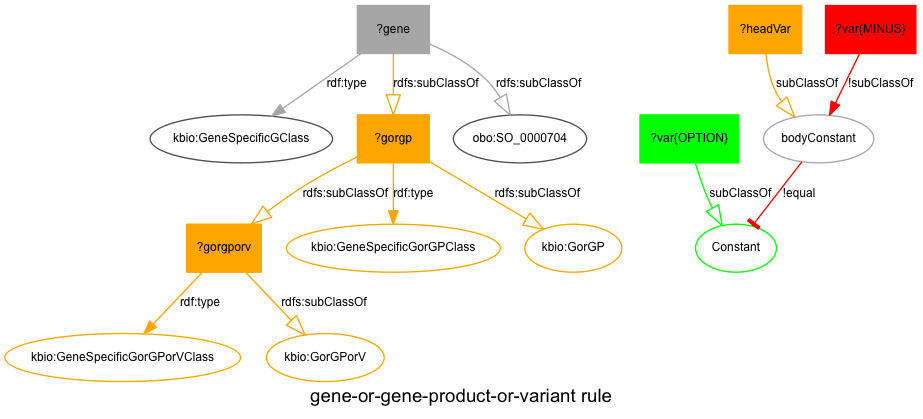 ?gene
?headVar
?var{MINUS}
rdf:type
rdfs:subClassOf
rdfs:subClassOf
subClassOf
!subClassOf
kbio:GeneSpecificGClass
?gorgp
obo:SO_0000704
?var{OPTION}
bodyConstant
rdfs:subClassOf
rdf:type
rdfs:subClassOf
subClassOf
!equal
?gorgporv
kbio:GeneSpecificGorGPClass
kbio:GorGP
Constant
rdf:type
rdfs:subClassOf
kbio:GeneSpecificGorGPorVClass
kbio:GorGPorV
gene-or-gene-product-or-variant rule